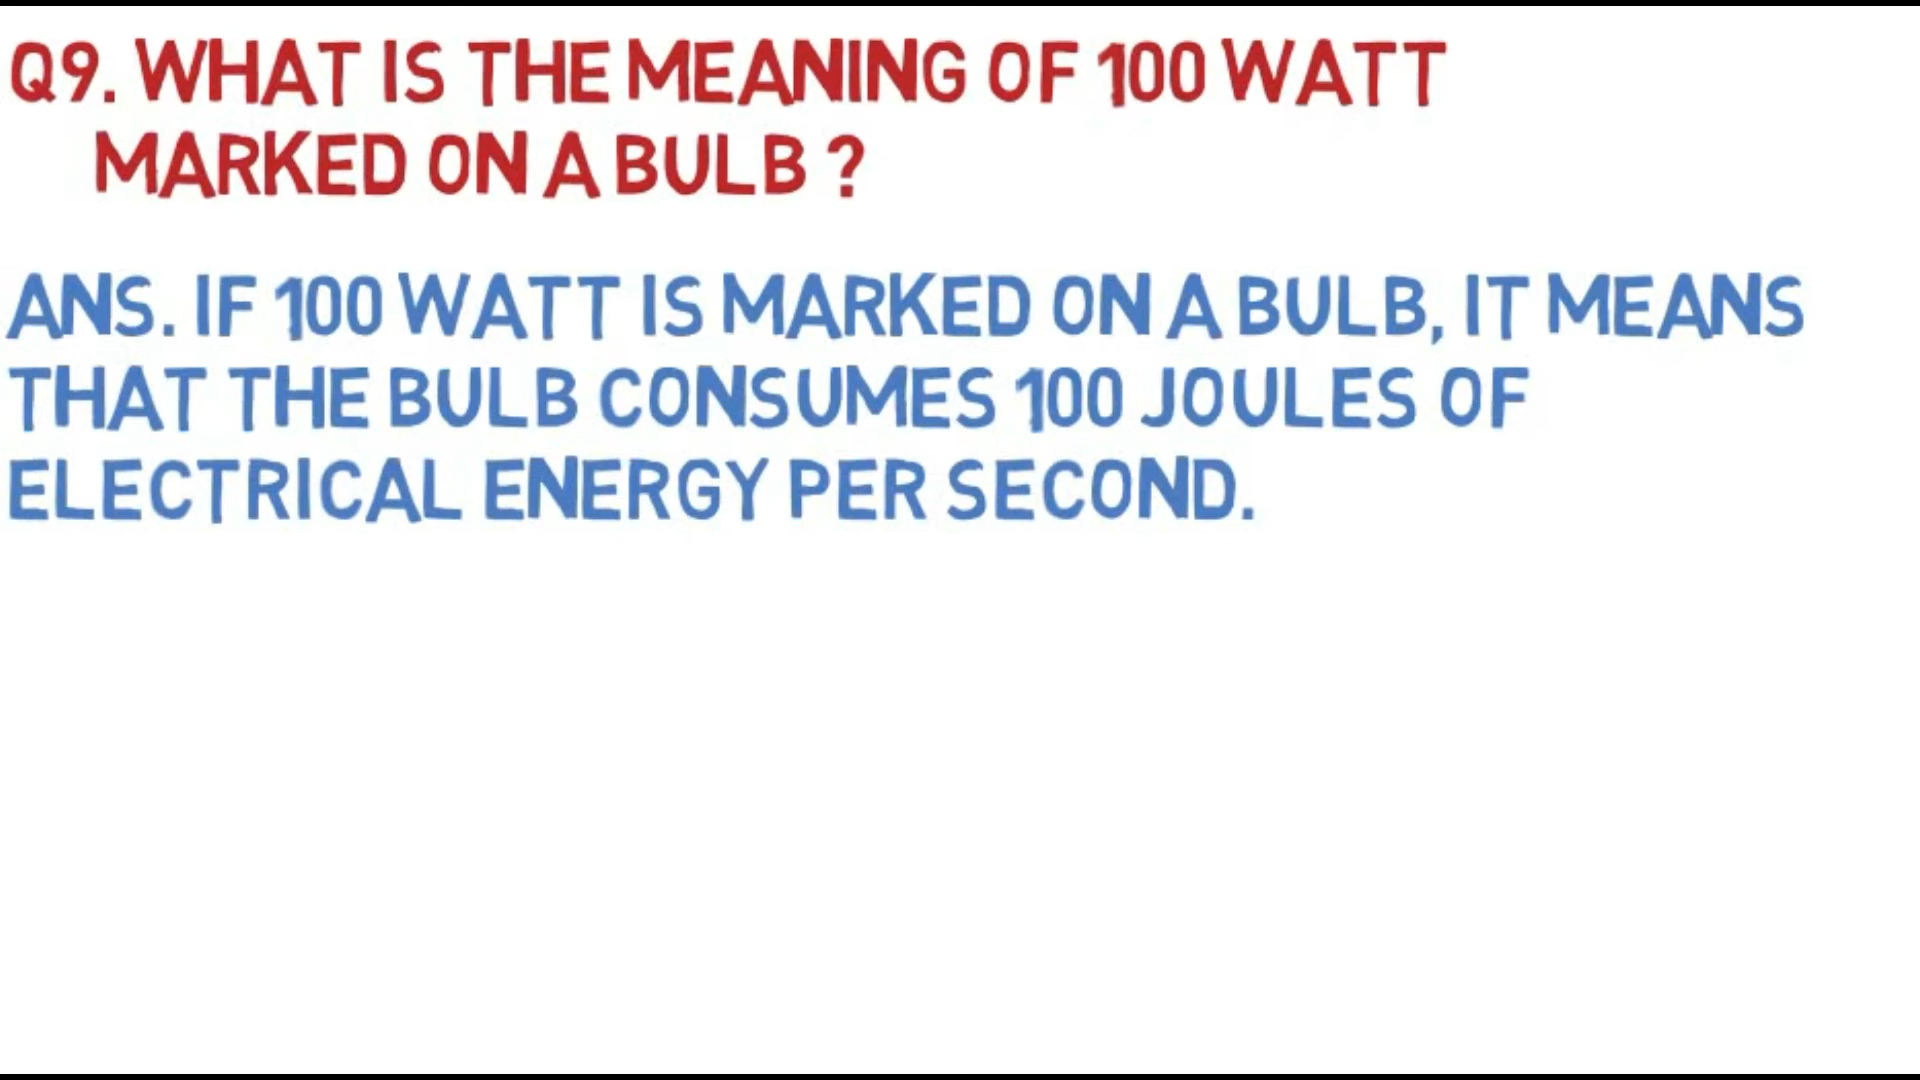 Q9. WHAT IS THE MEANING OF 100 WATT
MARKED ON A BULB ?
ANS. IF 100 WATT IS MARKED ON A BULB, IT MEANS
THAT THE BULB CONSUMES 100 JOULES OF
ELECTRICAL ENERGY PER SECOND.